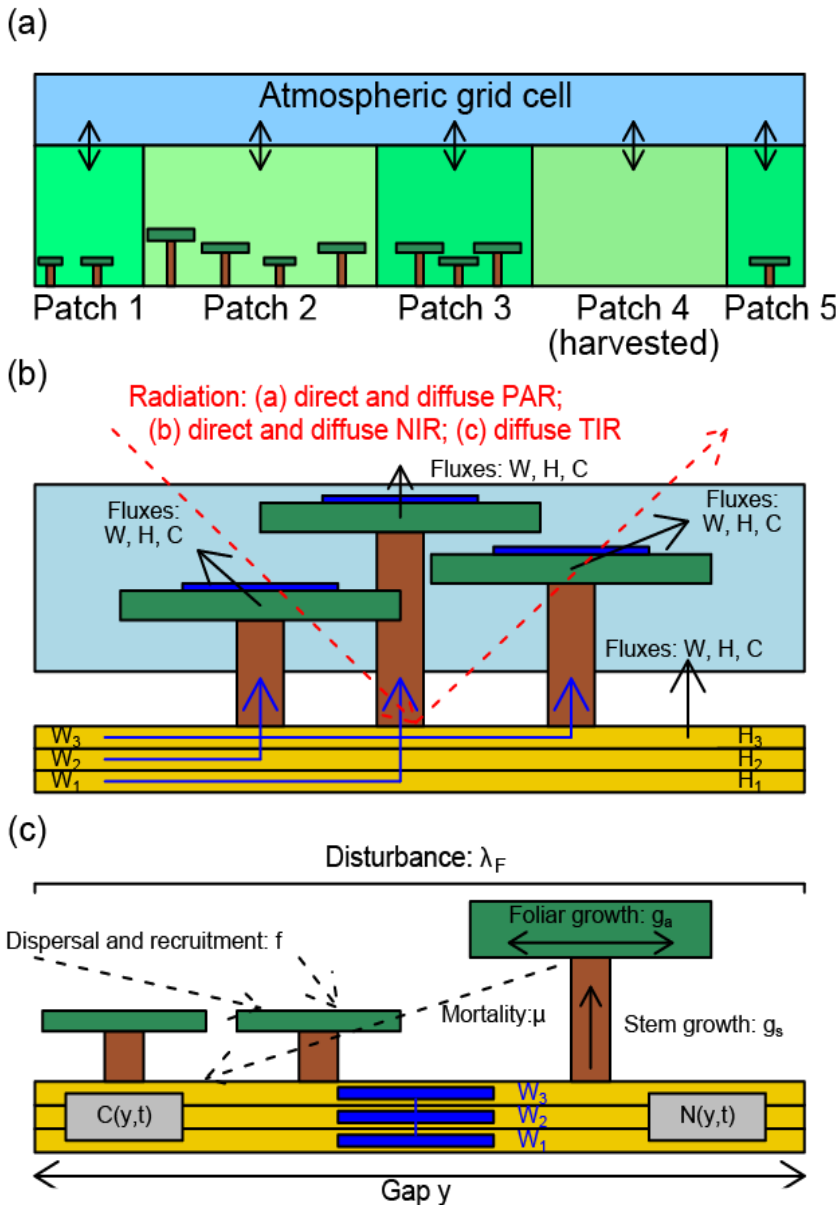 (a)
Atmospheric grid cell
Patch 1
Patch 2
Patch 3
Patch 4
(harvested)
Patch 5
(b)
Radiation: (a) direct and diffuse PAR;
(b) direct and diffuse NIR; (c) diffuse TIR
Fluxes: W, H, C
Fluxes:
W, H, C
Fluxes:
W, H, C
Fluxes: W, H, C
W₃ H₃
W₂ H₂
W₁ H₁
(c)
Disturbance: λ_F
Foliar growth: gₐ
Dispersal and recruitment: f
Mortality:μ
Stem growth: gₛ
C(y,t)
W₃
W₂
W₁
N(y,t)
Gap y